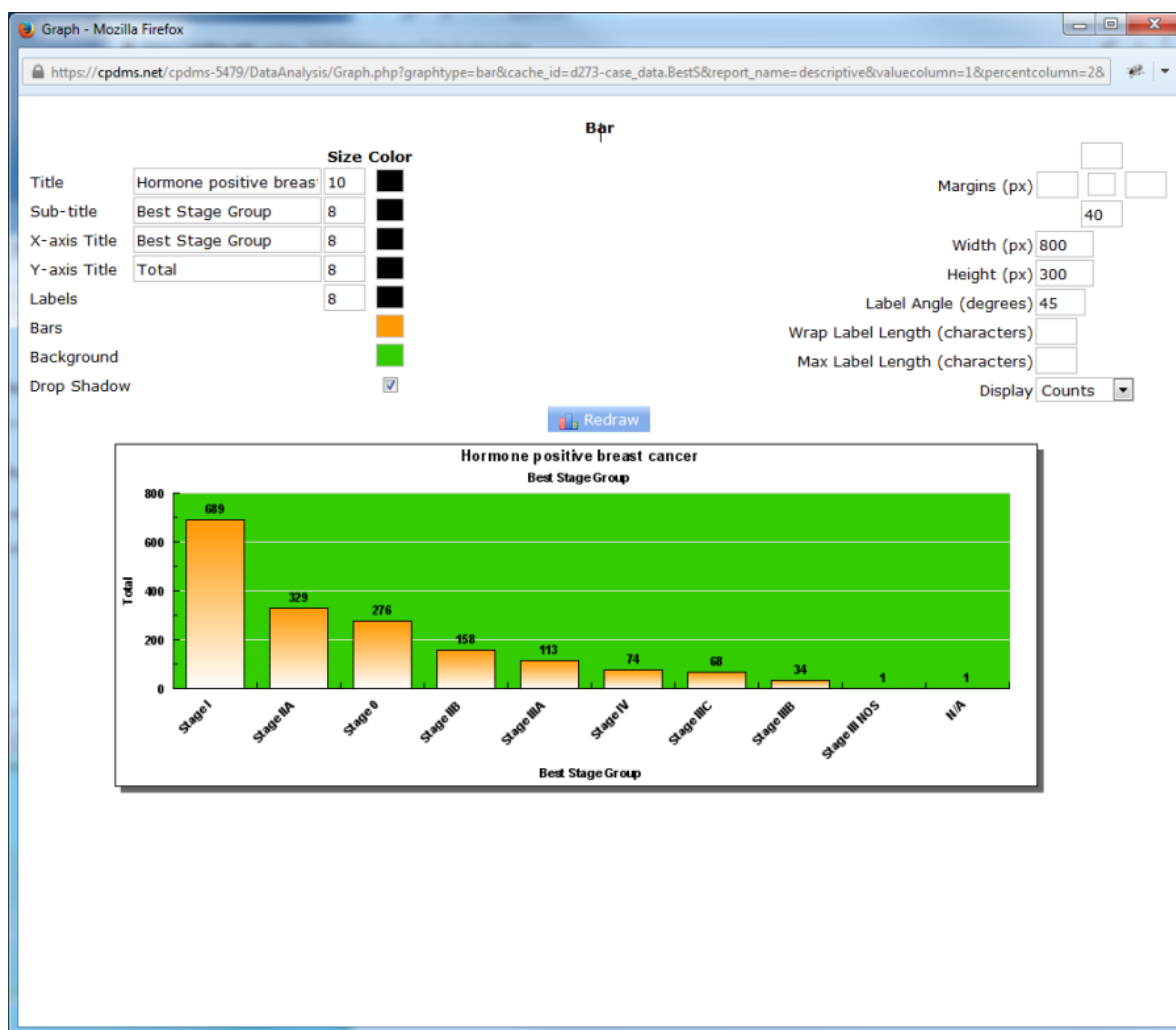 Graph - Mozilla Firefox
https://cpdms.net/cpdms-5479/DataAnalysis/Graph.php?graphtype=bar&cache_id=d273-case_data.BestS&report_name=descriptive&valuecolumn=1&percentcolumn=2&
Bar
Size Color
Title Hormone positive breas 10
Sub-title Best Stage Group 8
X-axis Title Best Stage Group 8
Y-axis Title Total 8
Labels 8
Bars
Background
Drop Shadow
Margins (px)
40
Width (px) 800
Height (px) 300
Label Angle (degrees) 45
Wrap Label Length (characters)
Max Label Length (characters)
Display Counts
Redraw
Hormone positive breast cancer
Best Stage Group
Total
800
600
400
200
0
689
329
276
158
113
74
68
34
1
1
Stage I
Stage IIA
Stage 0
Stage IIB
Stage IIIA
Stage IV
Stage IIIC
Stage IIIB
Stage III NOS
N/A
Best Stage Group